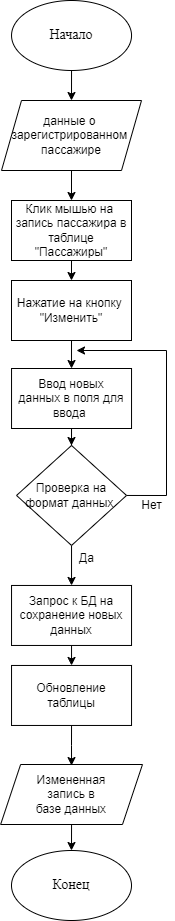 Начало
данные о
зарегистрированном
пассажире
Клик мышью на
запись пассажира в
таблице
"Пассажиры"
Нажатие на кнопку
"Изменить"
Ввод новых
данных в поля для
ввода
Проверка на
формат данных
Нет
Да
Запрос к БД на
сохранение новых
данных
Обновление
таблицы
Измененная
запись в
базе данных
Конец